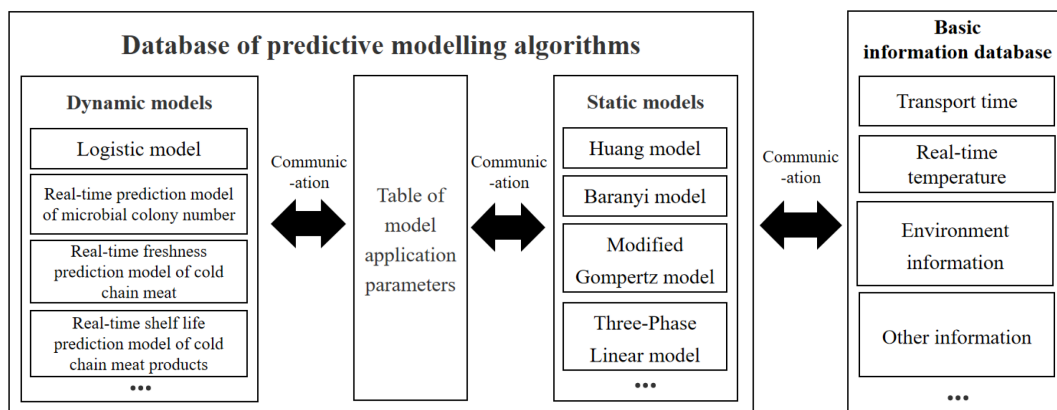 Database of predictive modelling algorithms
Dynamic models
Logistic model
Real-time prediction model
of microbial colony number
Real-time freshness
prediction model of cold
chain meat
Real-time shelf life
prediction model of cold
chain meat products
•••
Communic
-ation
Table of
model
application
parameters
Communic
-ation
Static models
Huang model
Baranyi model
Modified
Gompertz model
Three-Phase
Linear model
•••
Communic
-ation
Basic
information database
Transport time
Real-time
temperature
Environment
information
Other information
•••